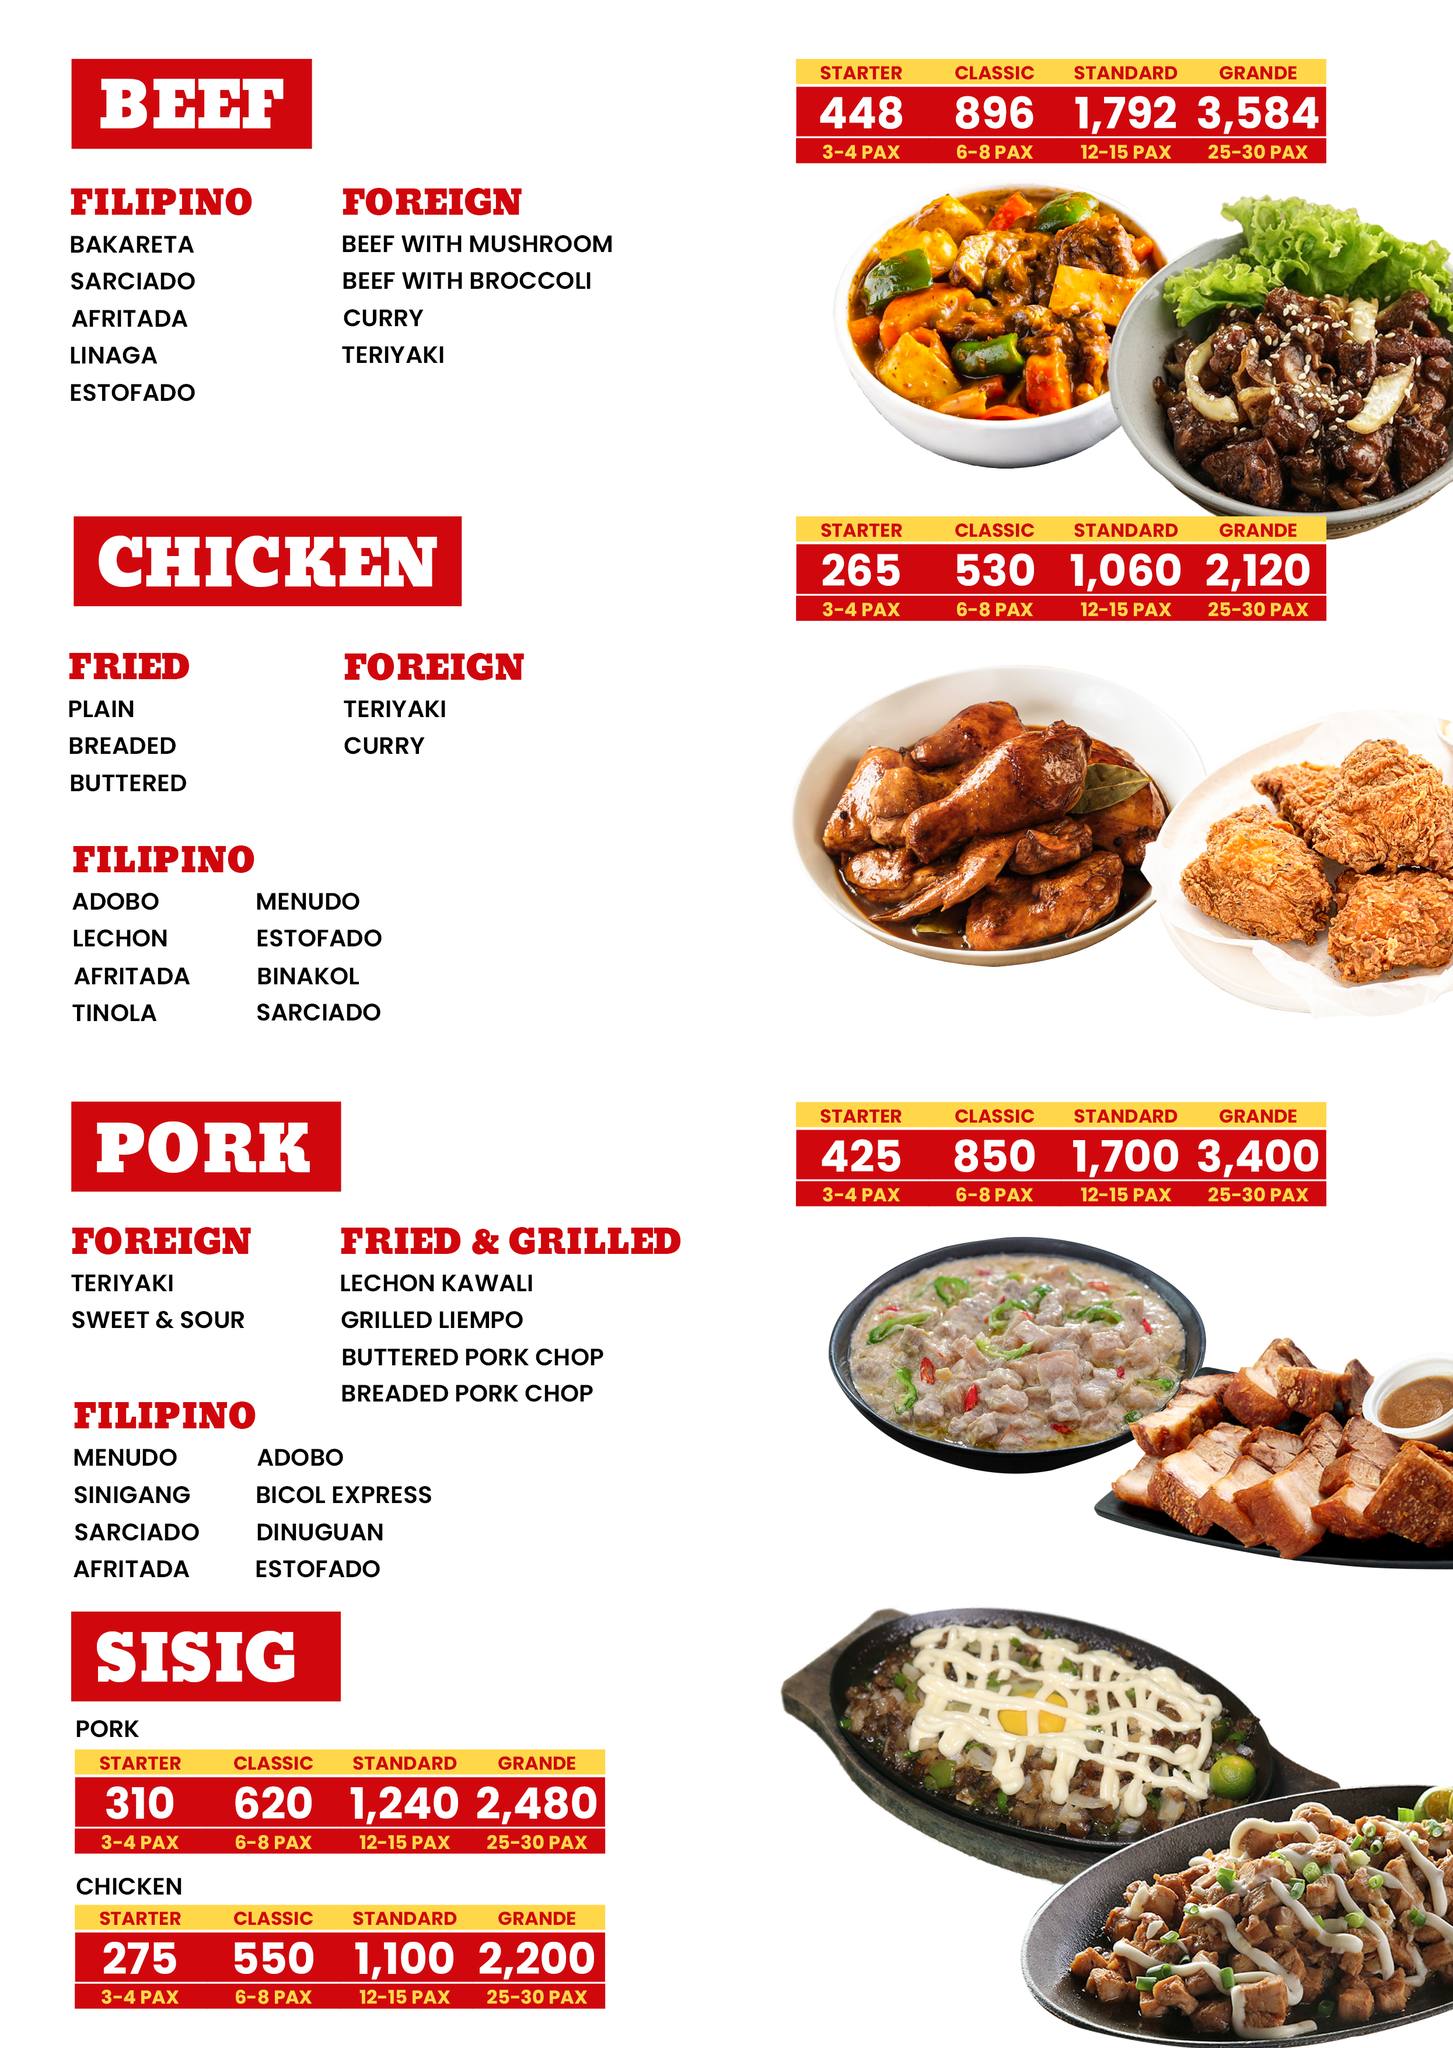 BEEF
STARTER CLASSIC STANDARD GRANDE
448 896 1,792 3,584
3-4 PAX 6-8 PAX 12-15 PAX 25-30 PAX
FILIPINO
BAKARETA
SARCIADO
AFRITADA
LINAGA
ESTOFADO
FOREIGN
BEEF WITH MUSHROOM
BEEF WITH BROCCOLI
CURRY
TERIYAKI
CHICKEN
STARTER CLASSIC STANDARD GRANDE
265 530 1,060 2,120
3-4 PAX 6-8 PAX 12-15 PAX 25-30 PAX
FRIED
PLAIN
BREADED
BUTTERED
FOREIGN
TERIYAKI
CURRY
FILIPINO
ADOBO
LECHON
AFRITADA
TINOLA
MENUDO
ESTOFADO
BINAKOL
SARCIADO
PORK
STARTER CLASSIC STANDARD GRANDE
425 850 1,700 3,400
3-4 PAX 6-8 PAX 12-15 PAX 25-30 PAX
FOREIGN
TERIYAKI
SWEET & SOUR
FRIED & GRILLED
LECHON KAWALI
GRILLED LIEMPO
BUTTERED PORK CHOP
BREADED PORK CHOP
FILIPINO
MENUDO
SINIGANG
SARCIADO
AFRITADA
ADOBO
BICOL EXPRESS
DINUGUAN
ESTOFADO
SISIG
PORK
STARTER CLASSIC STANDARD GRANDE
310 620 1,240 2,480
3-4 PAX 6-8 PAX 12-15 PAX 25-30 PAX
CHICKEN
STARTER CLASSIC STANDARD GRANDE
275 550 1,100 2,200
3-4 PAX 6-8 PAX 12-15 PAX 25-30 PAX